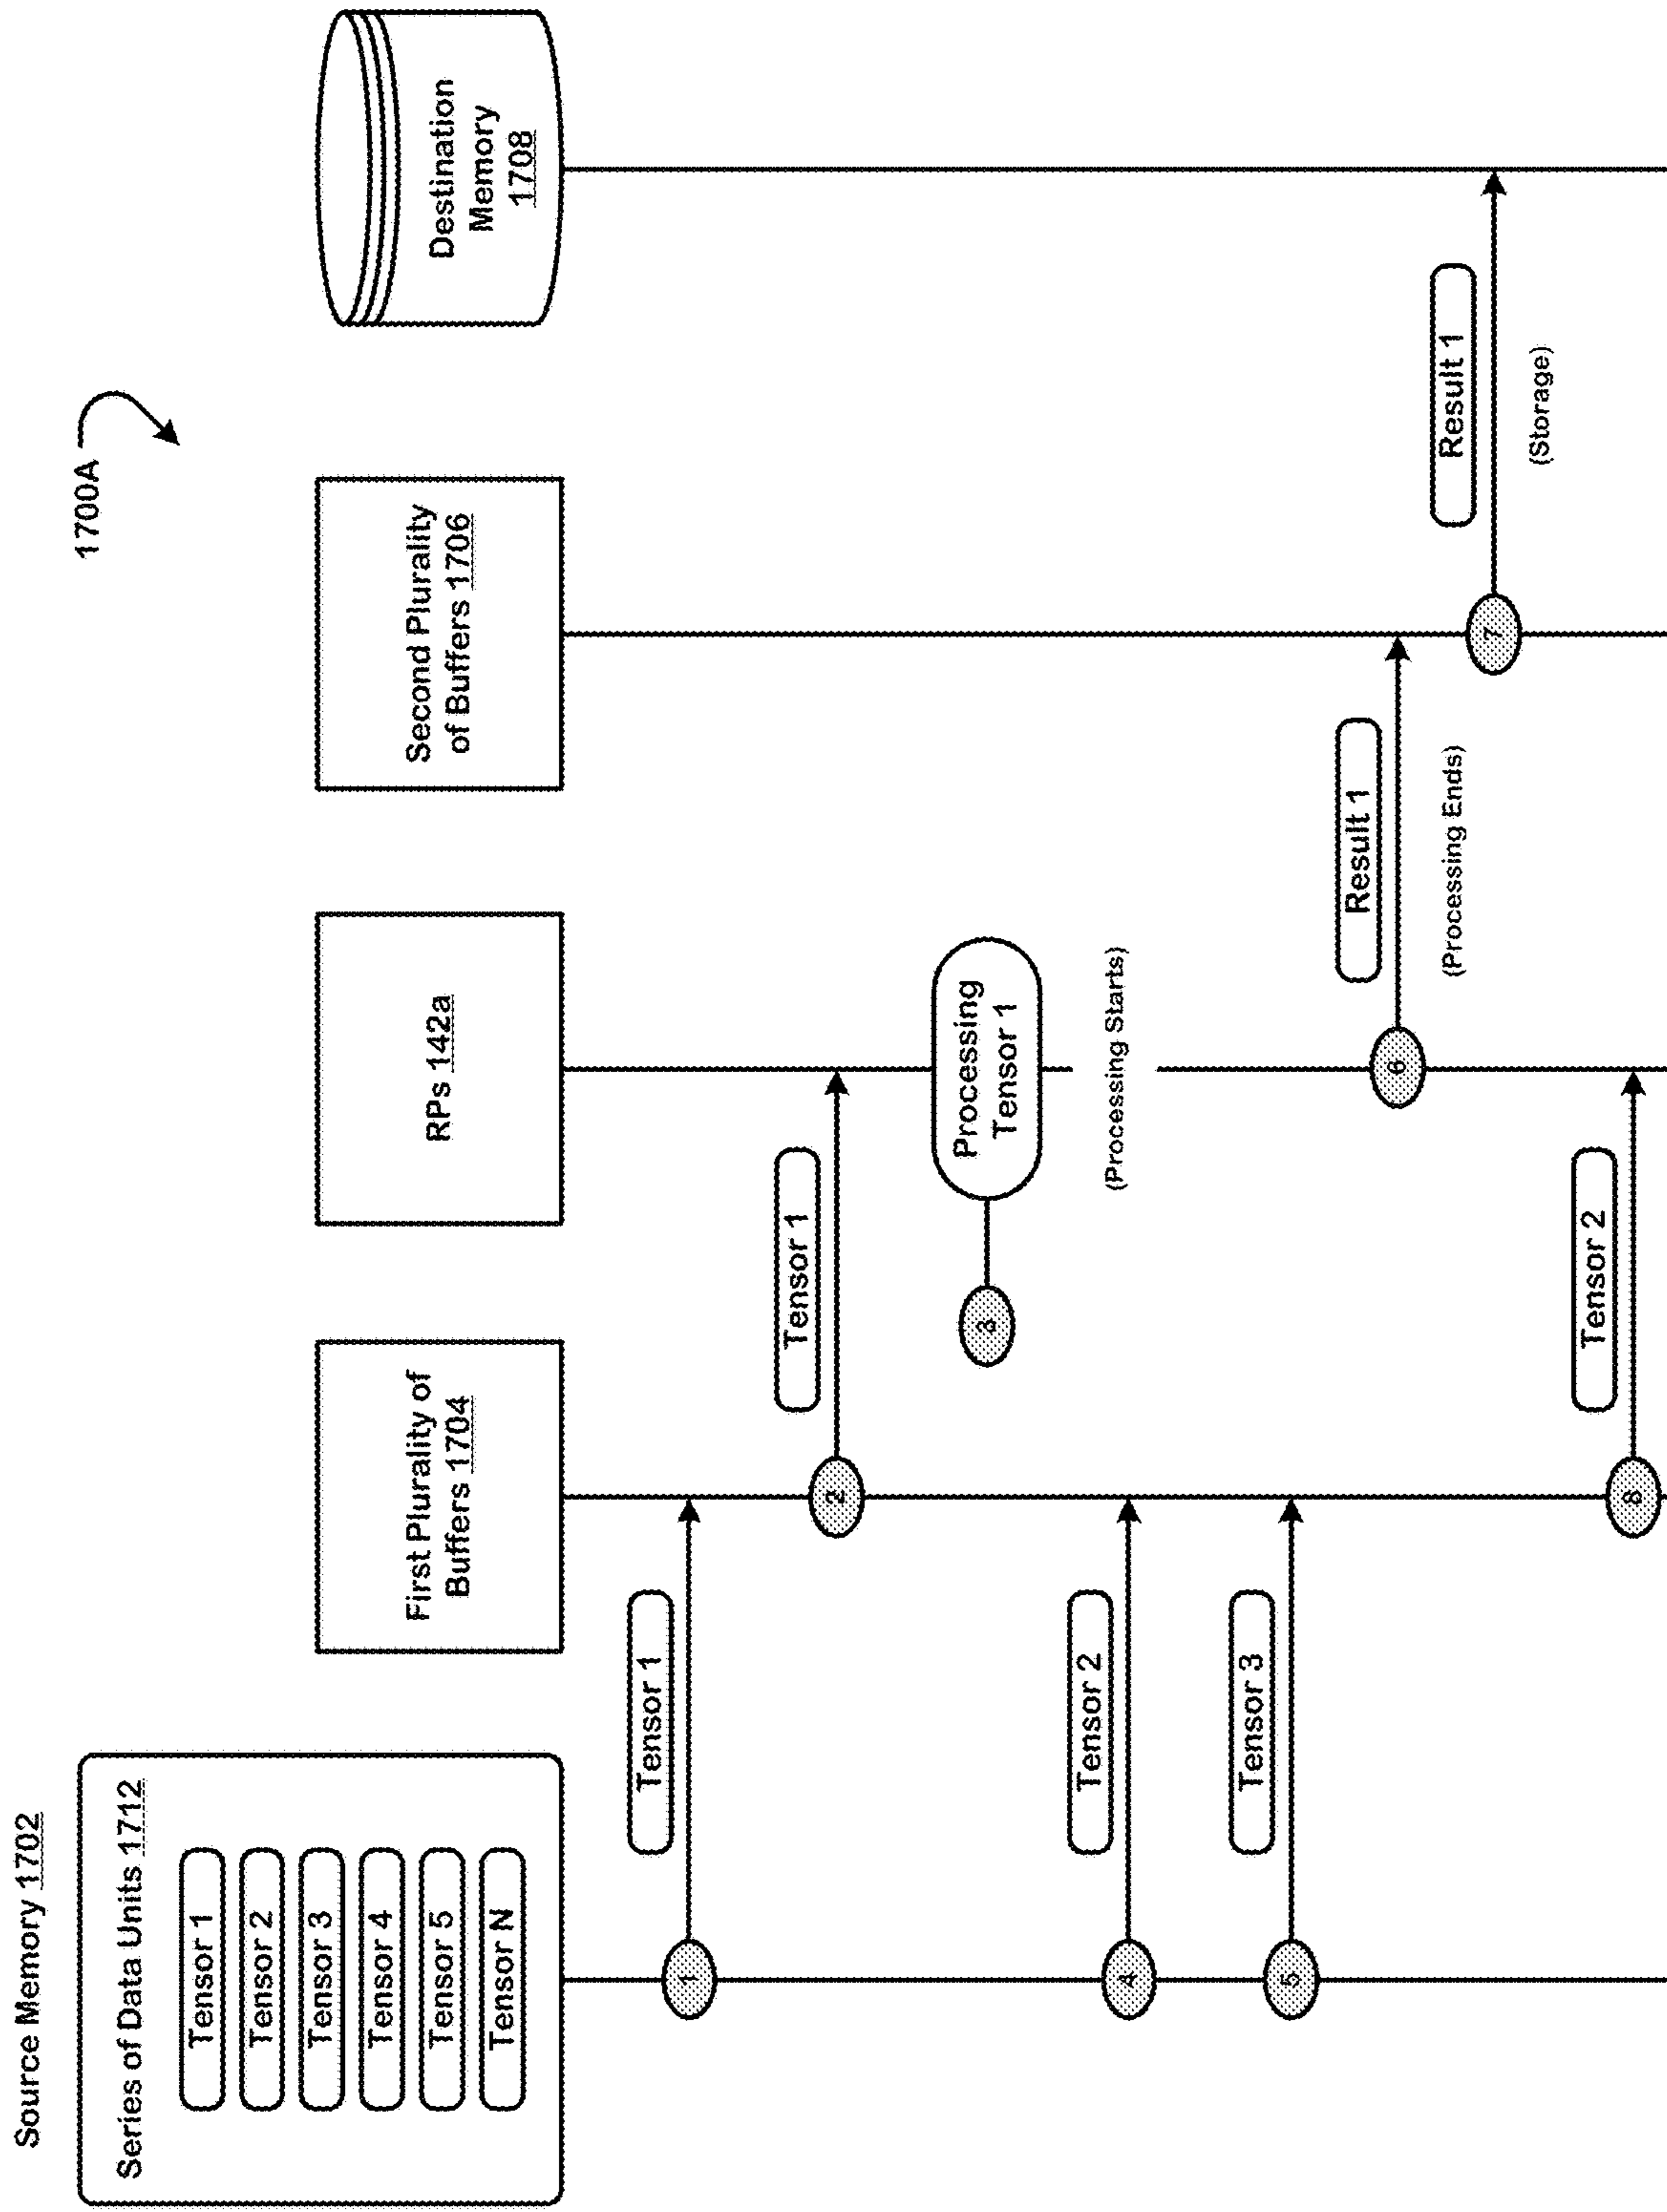 1700A
Source Memory 1702
Series of Data Units 1712
Tensor 1
Tensor 2
Tensor 3
Tensor 4
Tensor 5
Tensor N
First Plurality of
Buffers 1704
RPs 142a
Second Plurality
of Buffers 1706
Destination
Memory
1708
1
Tensor 1
2
Tensor 1
3
Processing
Tensor 1
(Processing Starts)
4
Tensor 2
5
Tensor 3
6
Result 1
(Processing Ends)
7
Result 1
(Storage)
8
Tensor 2